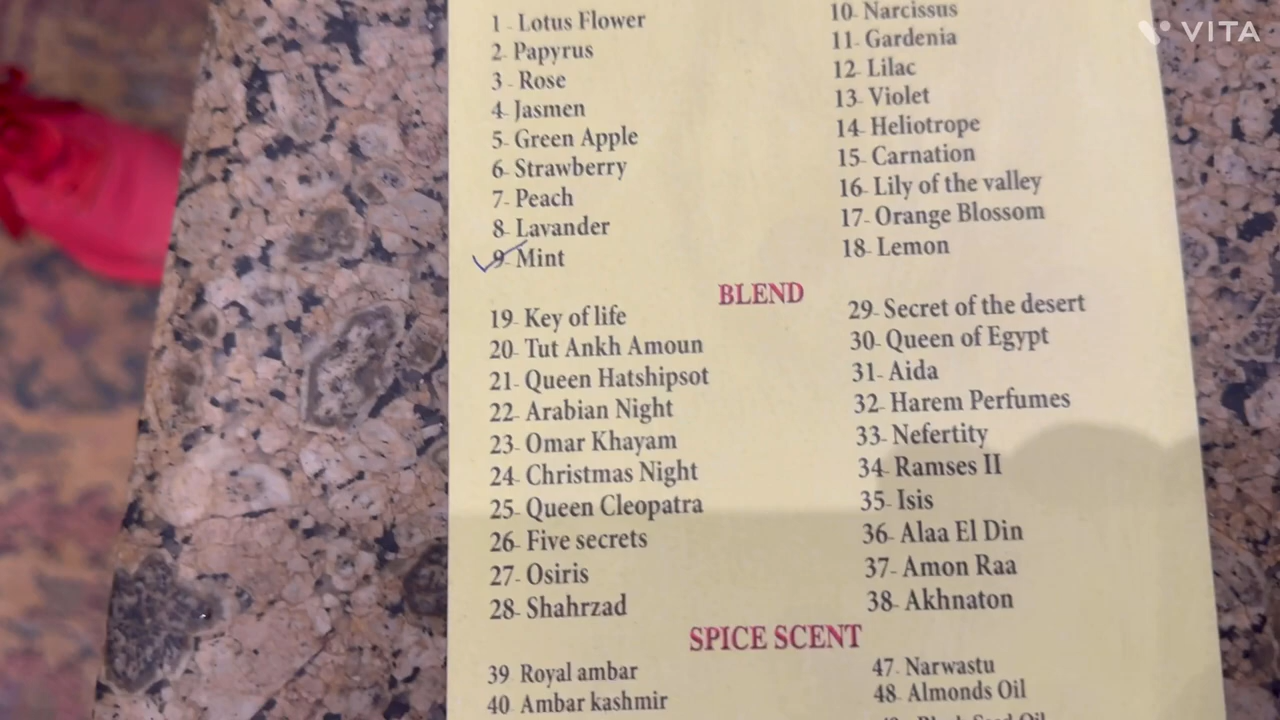 VITA
1 - Lotus Flower
2- Papyrus
3 - Rose
4- Jasmen
5- Green Apple
6- Strawberry
7- Peach
8- Lavander
9- Mint
10- Narcissus
11- Gardenia
12- Lilac
13- Violet
14- Heliotrope
15- Carnation
16- Lily of the valley
17- Orange Blossom
18- Lemon
BLEND
19- Key of life
20- Tut Ankh Amoun
21- Queen Hatshipsot
22- Arabian Night
23- Omar Khayam
24- Christmas Night
25- Queen Cleopatra
26- Five secrets
27- Osiris
28- Shahrzad
29- Secret of the desert
30- Queen of Egypt
31- Aida
32- Harem Perfumes
33- Nefertity
34- Ramses II
35- Isis
36- Alaa El Din
37- Amon Raa
38- Akhnaton
SPICE SCENT
39 Royal ambar
40 Ambar kashmir
47- Narwastu
48- Almonds Oil